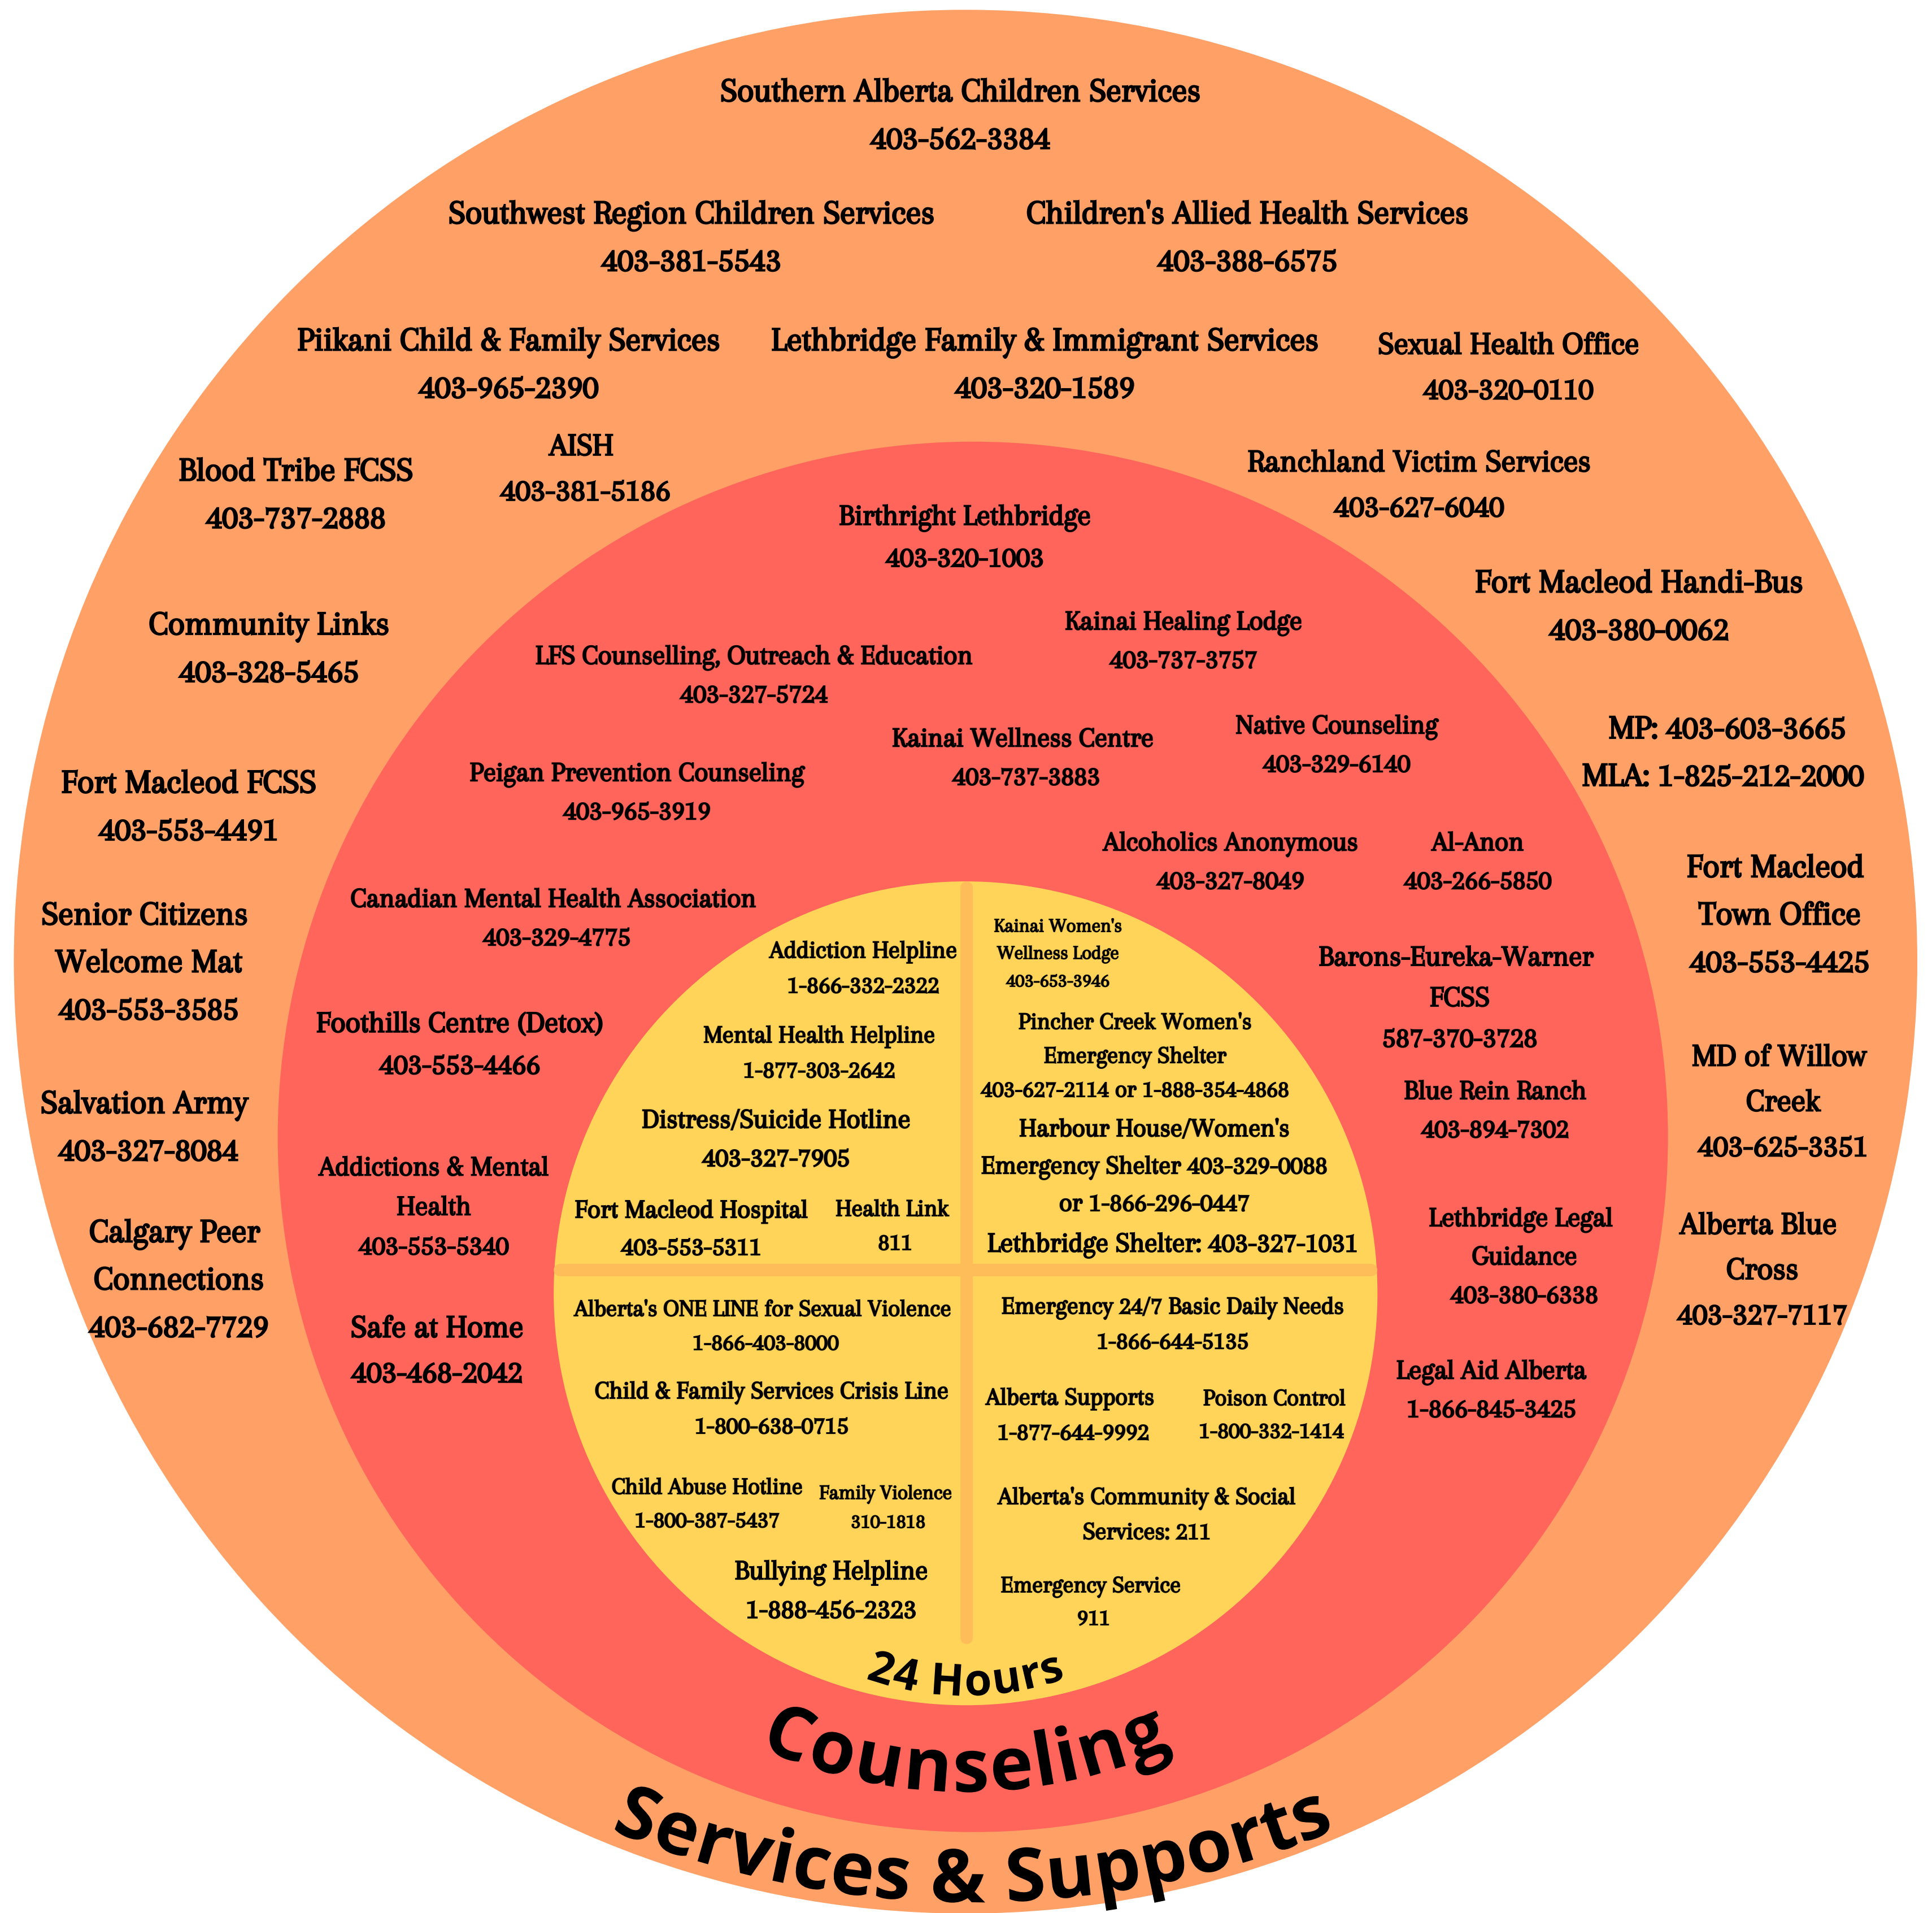 Southern Alberta Children Services
403-562-3384
Southwest Region Children Services
403-381-5543
Children's Allied Health Services
403-388-6575
Piikani Child & Family Services
403-965-2390
Lethbridge Family & Immigrant Services
403-320-1589
Sexual Health Office
403-320-0110
Blood Tribe FCSS
403-737-2888
AISH
403-381-5186
Ranchland Victim Services
403-627-6040
Community Links
403-328-5465
Fort Macleod Handi-Bus
403-380-0062
Fort Macleod FCSS
403-553-4491
MP: 403-603-3665
MLA: 1-825-212-2000
Senior Citizens
Welcome Mat
403-553-3585
Fort Macleod
Town Office
403-553-4425
Salvation Army
403-327-8084
MD of Willow
Creek
403-625-3351
Calgary Peer
Connections
403-682-7729
Alberta Blue
Cross
403-327-7117
Birthright Lethbridge
403-320-1003
Kainai Healing Lodge
403-737-3757
LFS Counselling, Outreach & Education
403-327-5724
Kainai Wellness Centre
403-737-3883
Native Counseling
403-329-6140
Peigan Prevention Counseling
403-965-3919
Alcoholics Anonymous
403-327-8049
Al-Anon
403-266-5850
Canadian Mental Health Association
403-329-4775
Barons-Eureka-Warner
FCSS
587-370-3728
Foothills Centre (Detox)
403-553-4466
Blue Rein Ranch
403-894-7302
Addictions & Mental
Health
403-553-5340
Lethbridge Legal
Guidance
403-380-6338
Safe at Home
403-468-2042
Legal Aid Alberta
1-866-845-3425
Addiction Helpline
1-866-332-2322
Mental Health Helpline
1-877-303-2642
Distress/Suicide Hotline
403-327-7905
Fort Macleod Hospital
403-553-5311
Health Link
811
Kainai Women's
Wellness Lodge
403-653-3946
Pincher Creek Women's
Emergency Shelter
403-627-2114 or 1-888-354-4868
Harbour House/Women's
Emergency Shelter 403-329-0088
or 1-866-296-0447
Lethbridge Shelter: 403-327-1031
Alberta's ONE LINE for Sexual Violence
1-866-403-8000
Child & Family Services Crisis Line
1-800-638-0715
Child Abuse Hotline
1-800-387-5437
Family Violence
310-1818
Bullying Helpline
1-888-456-2323
Emergency 24/7 Basic Daily Needs
1-866-644-5135
Alberta Supports
1-877-644-9992
Poison Control
1-800-332-1414
Alberta's Community & Social
Services: 211
Emergency Service
911
24 Hours
Counseling
Services & Supports